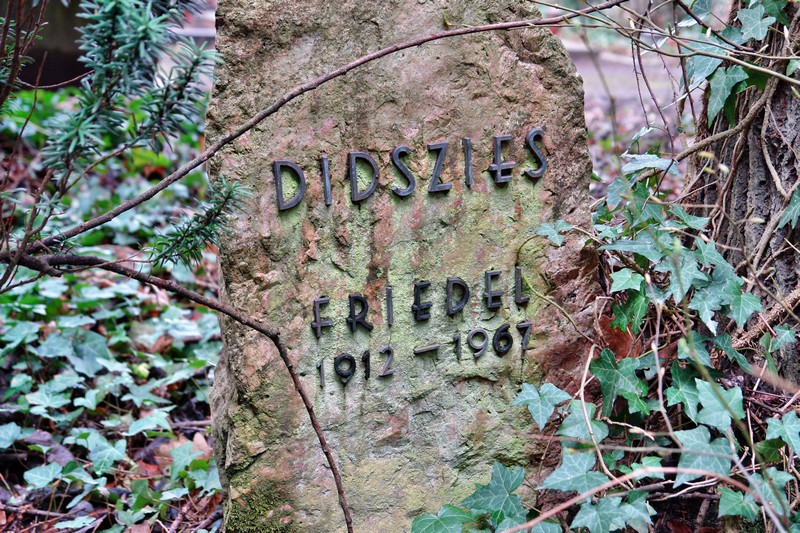 DIDSZIES
FRIEDEL
1912 – 1967